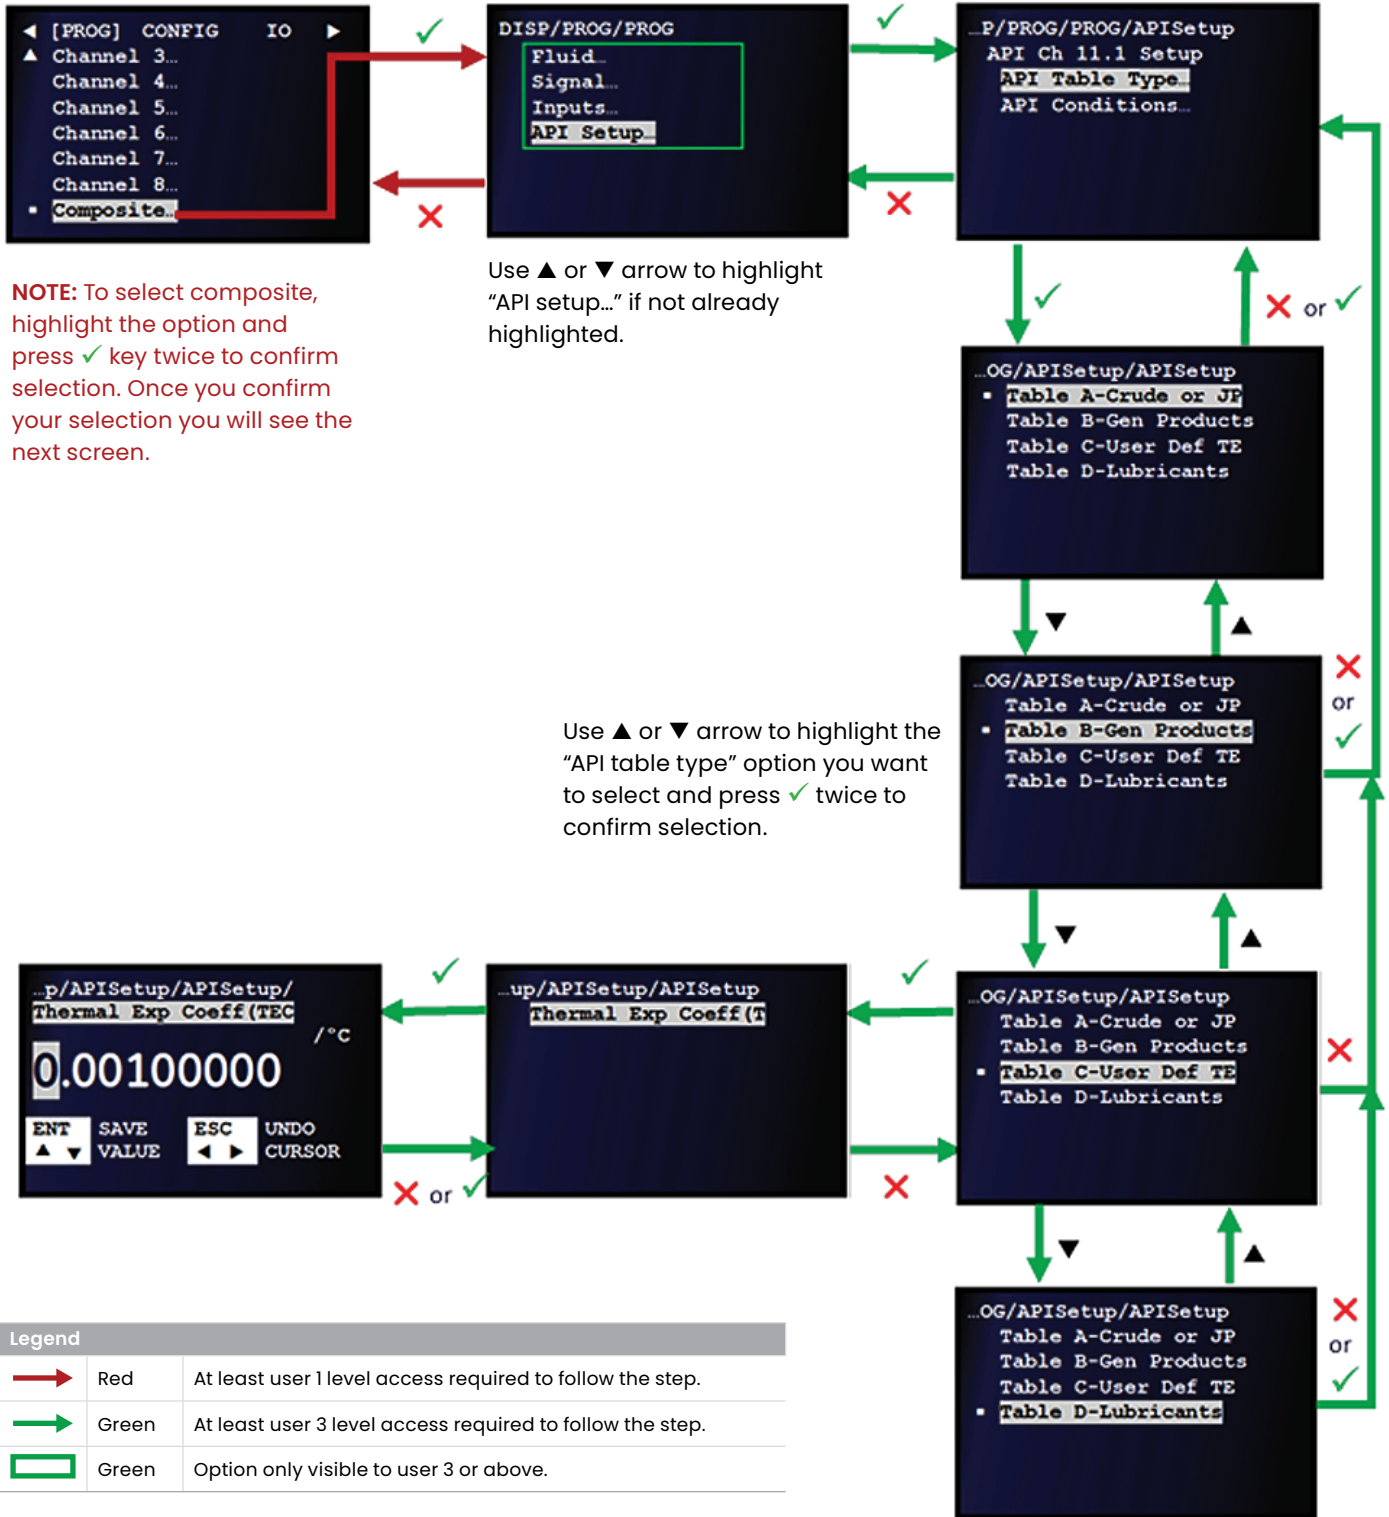 ◀ [PROG] CONFIG IO ▶
▲ Channel 3…
Channel 4…
Channel 5…
Channel 6…
Channel 7…
Channel 8…
▪ Composite…
✓
✕
DISP/PROG/PROG
Fluid…
Signal…
Inputs…
API Setup…
✓
✕
…P/PROG/PROG/APISetup
API Ch 11.1 Setup
API Table Type…
API Conditions…
NOTE: To select composite,
highlight the option and
press ✓ key twice to confirm
selection. Once you confirm
your selection you will see the
next screen.
Use ▲ or ▼ arrow to highlight
“API setup…” if not already
highlighted.
✓
✕ or ✓
…OG/APISetup/APISetup
▪ Table A-Crude or JP
Table B-Gen Products
Table C-User Def TE
Table D-Lubricants
▼
▲
…OG/APISetup/APISetup
Table A-Crude or JP
▪ Table B-Gen Products
Table C-User Def TE
Table D-Lubricants
✕
or
✓
Use ▲ or ▼ arrow to highlight the
“API table type” option you want
to select and press ✓ twice to
confirm selection.
▼
▲
…p/APISetup/APISetup/
Thermal Exp Coeff(TEC
/°C
0.00100000
ENT SAVE ESC UNDO
▲ ▼ VALUE ◀ ▶ CURSOR
✓
✕ or ✓
…up/APISetup/APISetup
Thermal Exp Coeff(T
✓
✕
…OG/APISetup/APISetup
Table A-Crude or JP
Table B-Gen Products
▪ Table C-User Def TE
Table D-Lubricants
✕
▼
▲
…OG/APISetup/APISetup
Table A-Crude or JP
Table B-Gen Products
Table C-User Def TE
▪ Table D-Lubricants
✕
or
✓
Legend
Red At least user 1 level access required to follow the step.
Green At least user 3 level access required to follow the step.
Green Option only visible to user 3 or above.